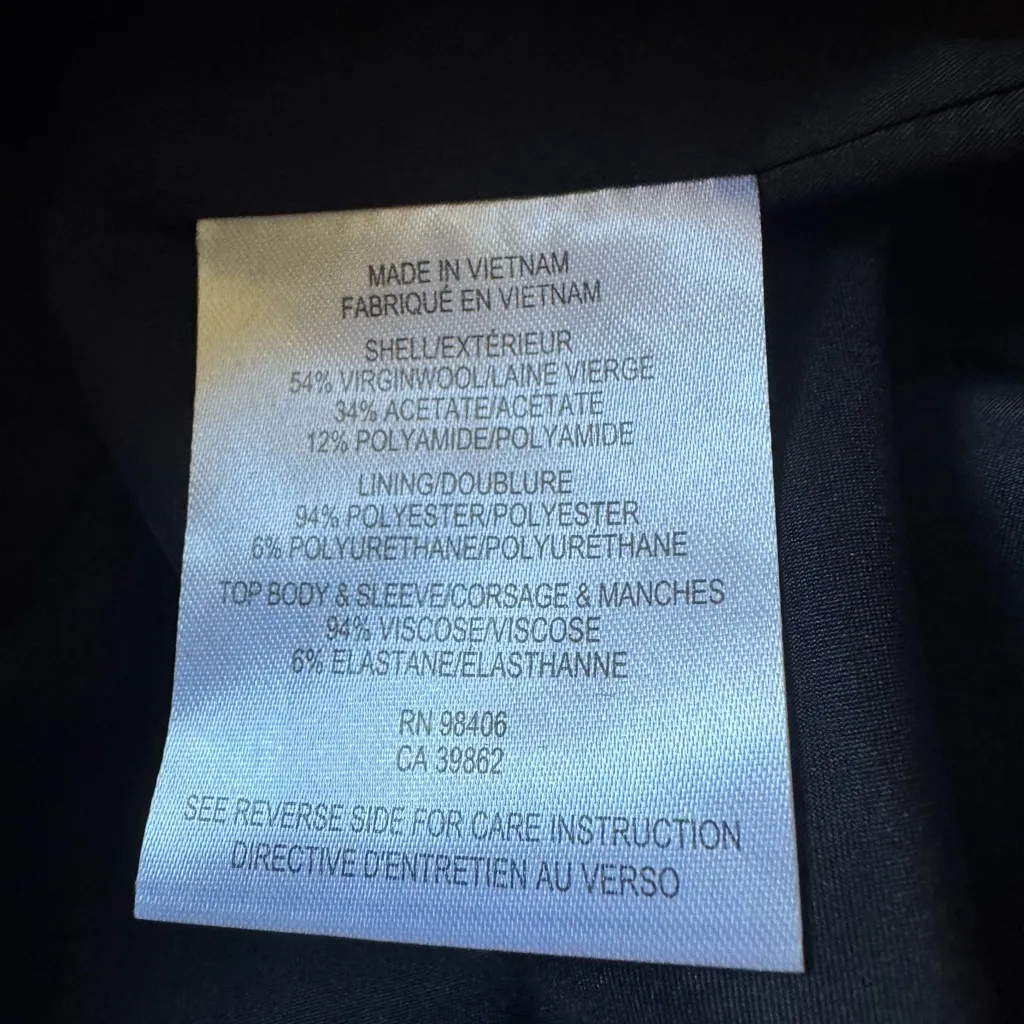 MADE IN VIETNAM
FABRIQUÉ EN VIETNAM
SHELL/EXTÉRIEUR
54% VIRGINWOOL/LAINE VIERGE
34% ACETATE/ACÉTATE
12% POLYAMIDE/POLYAMIDE
LINING/DOUBLURE
94% POLYESTER/POLYESTER
6% POLYURETHANE/POLYURÉTHANE
TOP BODY & SLEEVE/CORSAGE & MANCHES
94% VISCOSE/VISCOSE
6% ELASTANE/ÉLASTHANNE
RN 98406
CA 39862
SEE REVERSE SIDE FOR CARE INSTRUCTION
DIRECTIVE D'ENTRETIEN AU VERSO